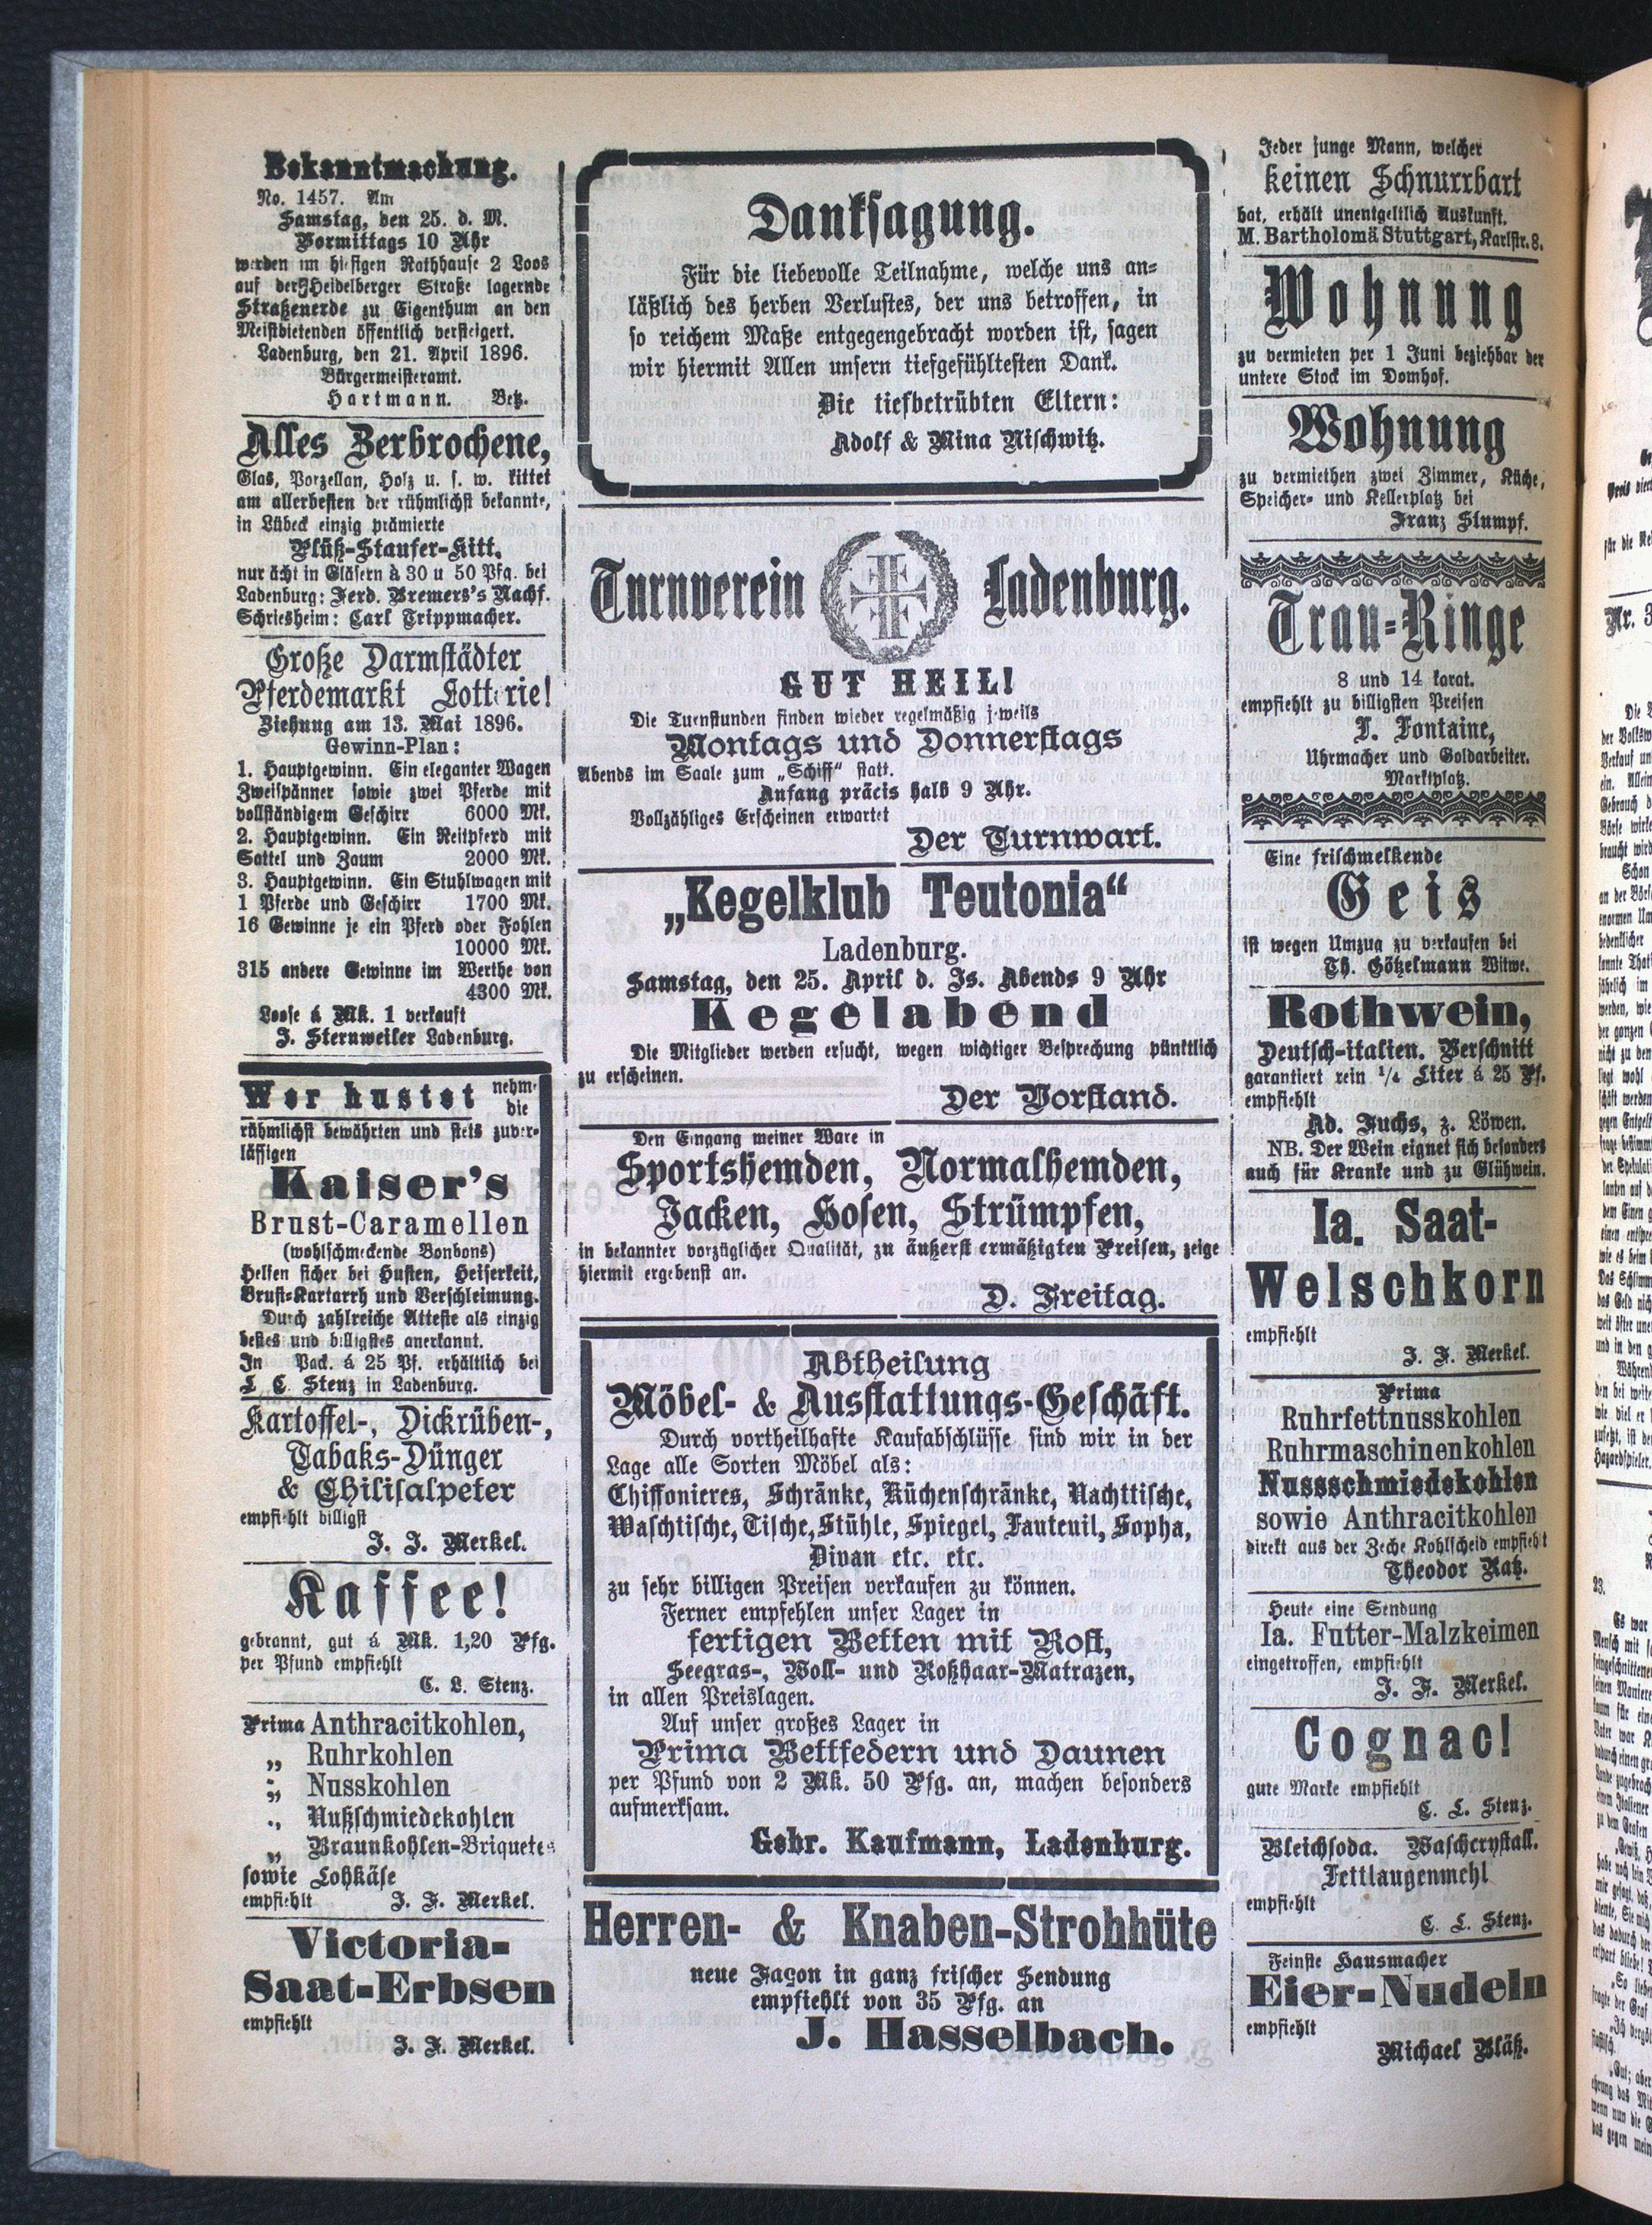 Bekanntmachung.
No. 1457. Am
Samstag, den 25. d. M.
Vormittags 10 Uhr
werden im hiesigen Rathhause 2 Loos
auf der Heidelberger Straße lagernde
Straßenerde zu Eigenthum an den
Meistbietenden öffentlich versteigert.
Ladenburg, den 21. April 1896.
Bürgermeisteramt.
Hartmann. Betz.
Alles Zerbrochene,
Glas, Porzellan, Holz u. s. w. kittet
am allerbesten der rühmlichst bekannte,
in Lübeck einzig prämierte
Plüß-Staufer-Kitt,
nur ächt in Gläsern à 30 u 50 Pfg. bei
Ladenburg: Ferd. Bremers's Nachf.
Schriesheim: Carl Trippmacher.
Große Darmstädter
Pferdemarkt Lotterie!
Ziehung am 13. Mai 1896.
Gewinn-Plan:
1. Hauptgewinn. Ein eleganter Wagen
Zweispänner sowie zwei Pferde mit
vollständigem Geschirr 6000 Mk.
2. Hauptgewinn. Ein Reitpferd mit
Sattel und Zaum 2000 Mk.
3. Hauptgewinn. Ein Stuhlwagen mit
1 Pferde und Geschirr 1700 Mk.
16 Gewinne je ein Pferd oder Fohlen
10000 Mk.
315 andere Gewinne im Werthe von
4300 Mk.
Loose á Mk. 1 verkauft
J. Sternweiler Ladenburg.
Wer hustet nehme
die
rühmlichst bewährten und stets zuver-
lässigen
Kaiser's
Brust-Caramellen
(wohlschmeckende Bonbons)
Helfen sicher bei Husten, Heiserkeit,
Brust-Kartarrh und Verschleimung.
Durch zahlreiche Atteste als einzig
bestes und billigstes anerkannt.
In Pack. á 25 Pf. erhältlich bei
L C. Stenz in Ladenburg.
Kartoffel-, Dickrüben-,
Tabaks-Dünger
& Chilisalpeter
empfiehlt billigst
J. F. Merkel.
Kaffee!
gebrannt, gut á Mk. 1,20 Pfg.
per Pfund empfiehlt
C. L. Stenz.
Prima Anthracitkohlen,
„ Ruhrkohlen
„ Nusskohlen
„ Nußschmiedekohlen
„ Braunkohlen-Briquetes
sowie Lohkäse
empfiehlt J. F. Merkel.
Victoria-
Saat-Erbsen
empfiehlt
J. F. Merkel.
Danksagung.
Für die liebevolle Teilnahme, welche uns an-
läßlich des herben Verlustes, der uns betroffen, in
so reichem Maße entgegengebracht worden ist, sagen
wir hiermit Allen unsern tiefgefühltesten Dank.
Die tiefbetrübten Eltern:
Adolf & Mina Nischwitz.
Turnverein Ladenburg.
GUT HEIL!
Die Turnstunden finden wieder regelmäßig jeweils
Montags und Donnerstags
Abends im Saale zum „Schiff“ statt.
Anfang präcis halb 9 Uhr.
Vollzähliges Erscheinen erwartet
Der Turnwart.
„Kegelklub Teutonia“
Ladenburg.
Samstag, den 25. April d. Js. Abends 9 Uhr
Kegelabend
Die Mitglieder werden ersucht, wegen wichtiger Besprechung pünktlich
zu erscheinen.
Der Vorstand.
Den Eingang meiner Ware in
Sportshemden, Normalhemden,
Jacken, Hosen, Strümpfen,
in bekannter vorzüglicher Qualität, zu äußerst ermäßigten Preisen, zeige
hiermit ergebenst an.
D. Freitag.
Abtheilung
Möbel- & Ausstattungs-Geschäft.
Durch vortheilhafte Kaufabschlüsse sind wir in der
Lage alle Sorten Möbel als:
Chiffonieres, Schränke, Küchenschränke, Nachttische,
Waschtische, Tische, Stühle, Spiegel, Fauteuil, Sopha,
Divan etc. etc.
zu sehr billigen Preisen verkaufen zu können.
Ferner empfehlen unser Lager in
fertigen Betten mit Rost,
Seegras-, Woll- und Roßhaar-Matrazen,
in allen Preislagen.
Auf unser großes Lager in
Prima Bettfedern und Daunen
per Pfund von 2 Mk. 50 Pfg. an, machen besonders
aufmerksam.
Gebr. Kaufmann, Ladenburg.
Herren- & Knaben-Strohhüte
neue Façon in ganz frischer Sendung
empfiehlt von 35 Pfg. an
J. Hasselbach.
Jeder junge Mann, welcher
keinen Schnurrbart
hat, erhält unentgeltlich Auskunft.
M. Bartholomä Stuttgart, Karlstr. 8.
Wohnung
zu vermieten per 1 Juni beziehbar der
untere Stock im Domhof.
Wohnung
zu vermiethen zwei Zimmer, Küche,
Speicher- und Kellerplatz bei
Franz Stumpf.
Trau-Ringe
8 und 14 karat.
empfiehlt zu billigsten Preisen
F. Fontaine,
Uhrmacher und Goldarbeiter.
Marktplatz.
Eine frischmelkende
Geis
ist wegen Umzug zu verkaufen bei
Th. Götzelmann Witwe.
Rothwein,
Deutsch-italien. Verschnitt
garantiert rein 1/4 Liter á 25 Pf.
empfiehlt
Ad. Fuchs, z. Löwen.
NB. Der Wein eignet sich besonders
auch für Kranke und zu Glühwein.
Ia. Saat-
Welschkorn
empfiehlt
J. F. Merkel.
Prima
Ruhrfettnusskohlen
Ruhrmaschinenkohlen
Nussschmiedekohlen
sowie Anthracitkohlen
direkt aus der Zeche Kohlscheid empfiehlt
Theodor Katz.
Heute eine Sendung
Ia. Futter-Malzkeimen
eingetroffen, empfiehlt
J. F. Merkel.
Cognac!
gute Marke empfiehlt
C. L. Stenz.
Bleichsoda. Waschcrystall.
Fettlaugenmehl
empfiehlt
C. L. Stenz.
Feinste Hausmacher
Eier-Nudeln
empfiehlt
Michael Bläß.